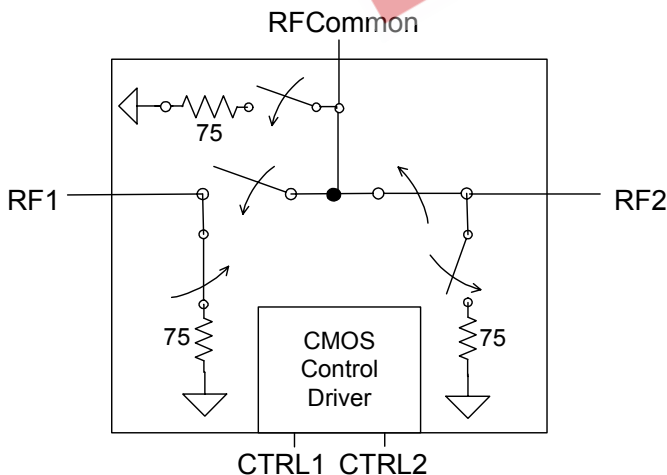 RFCommon
75
RF1
RF2
75
CMOS
Control
Driver
75
CTRL1 CTRL2